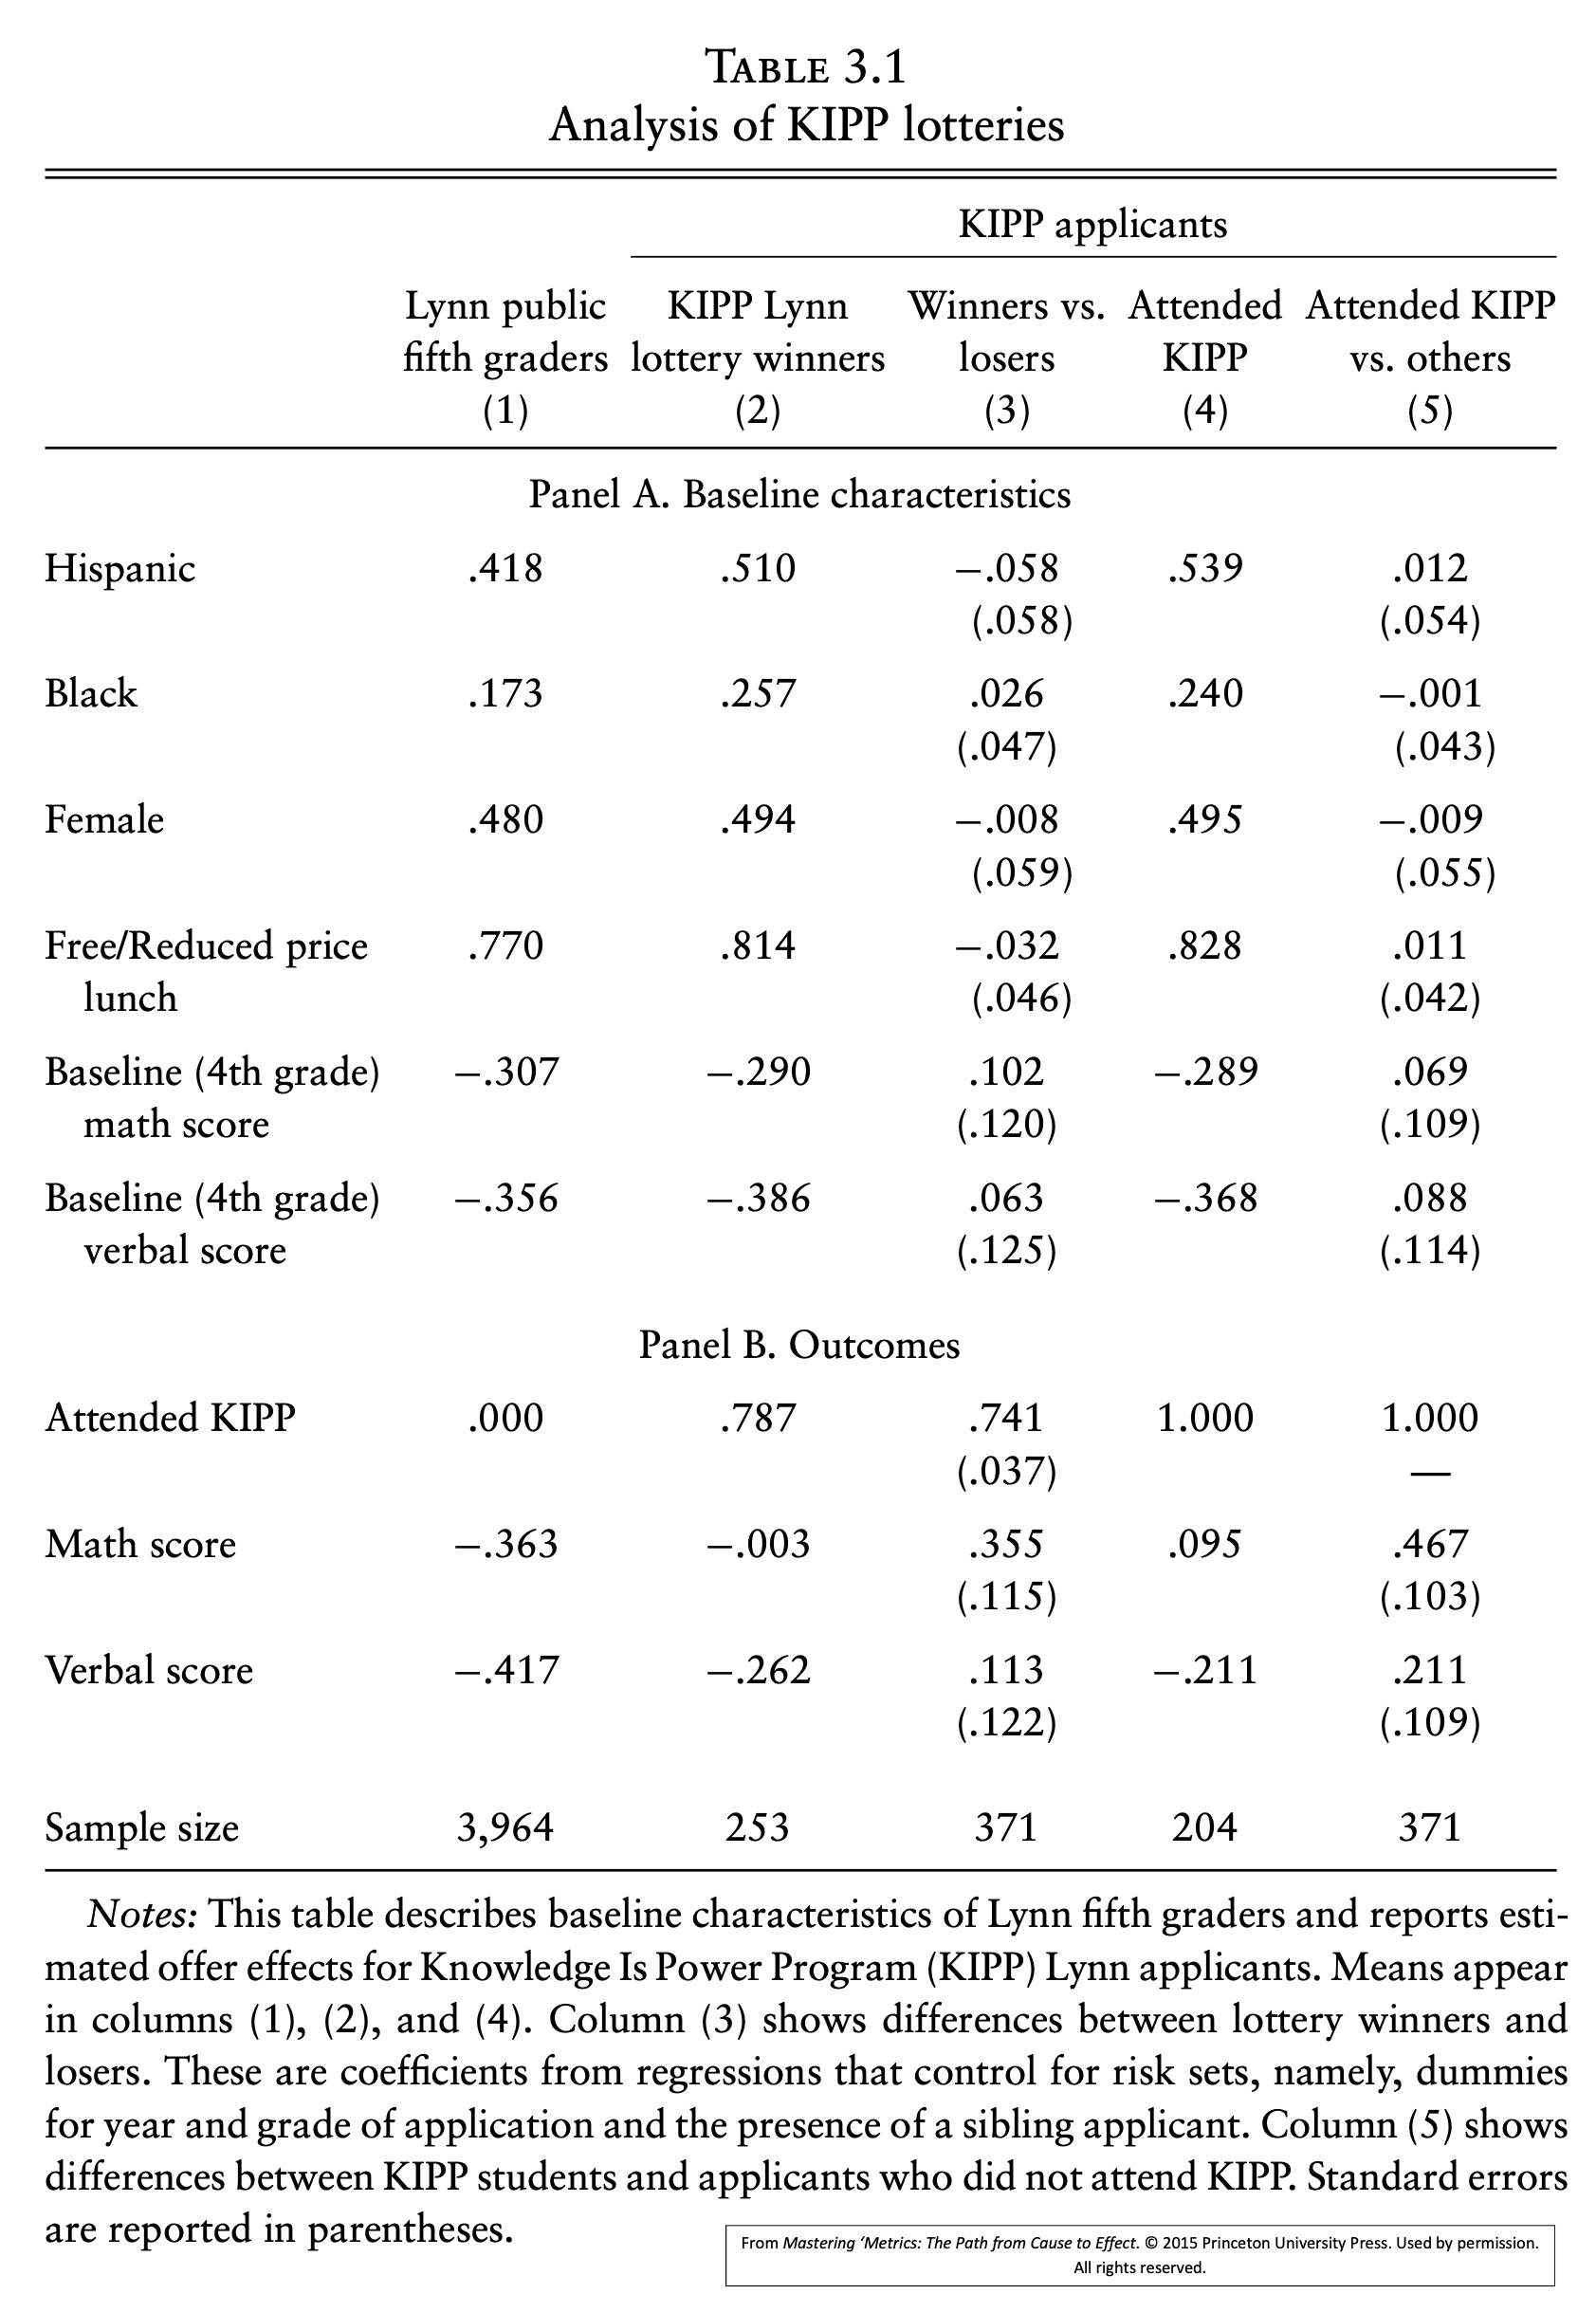 TABLE 3.1
Analysis of KIPP lotteries
KIPP applicants
Lynn public KIPP Lynn Winners vs. Attended Attended KIPP
fifth graders lottery winners losers KIPP vs. others
(1) (2) (3) (4) (5)
Panel A. Baseline characteristics
Hispanic .418 .510 −.058 .539 .012
(.058) (.054)
Black .173 .257 .026 .240 −.001
(.047) (.043)
Female .480 .494 −.008 .495 −.009
(.059) (.055)
Free/Reduced price .770 .814 −.032 .828 .011
lunch (.046) (.042)
Baseline (4th grade) −.307 −.290 .102 −.289 .069
math score (.120) (.109)
Baseline (4th grade) −.356 −.386 .063 −.368 .088
verbal score (.125) (.114)
Panel B. Outcomes
Attended KIPP .000 .787 .741 1.000 1.000
(.037) —
Math score −.363 −.003 .355 .095 .467
(.115) (.103)
Verbal score −.417 −.262 .113 −.211 .211
(.122) (.109)
Sample size 3,964 253 371 204 371
Notes: This table describes baseline characteristics of Lynn fifth graders and reports esti-
mated offer effects for Knowledge Is Power Program (KIPP) Lynn applicants. Means appear
in columns (1), (2), and (4). Column (3) shows differences between lottery winners and
losers. These are coefficients from regressions that control for risk sets, namely, dummies
for year and grade of application and the presence of a sibling applicant. Column (5) shows
differences between KIPP students and applicants who did not attend KIPP. Standard errors
are reported in parentheses.
From Mastering ‘Metrics: The Path from Cause to Effect. © 2015 Princeton University Press. Used by permission.
All rights reserved.